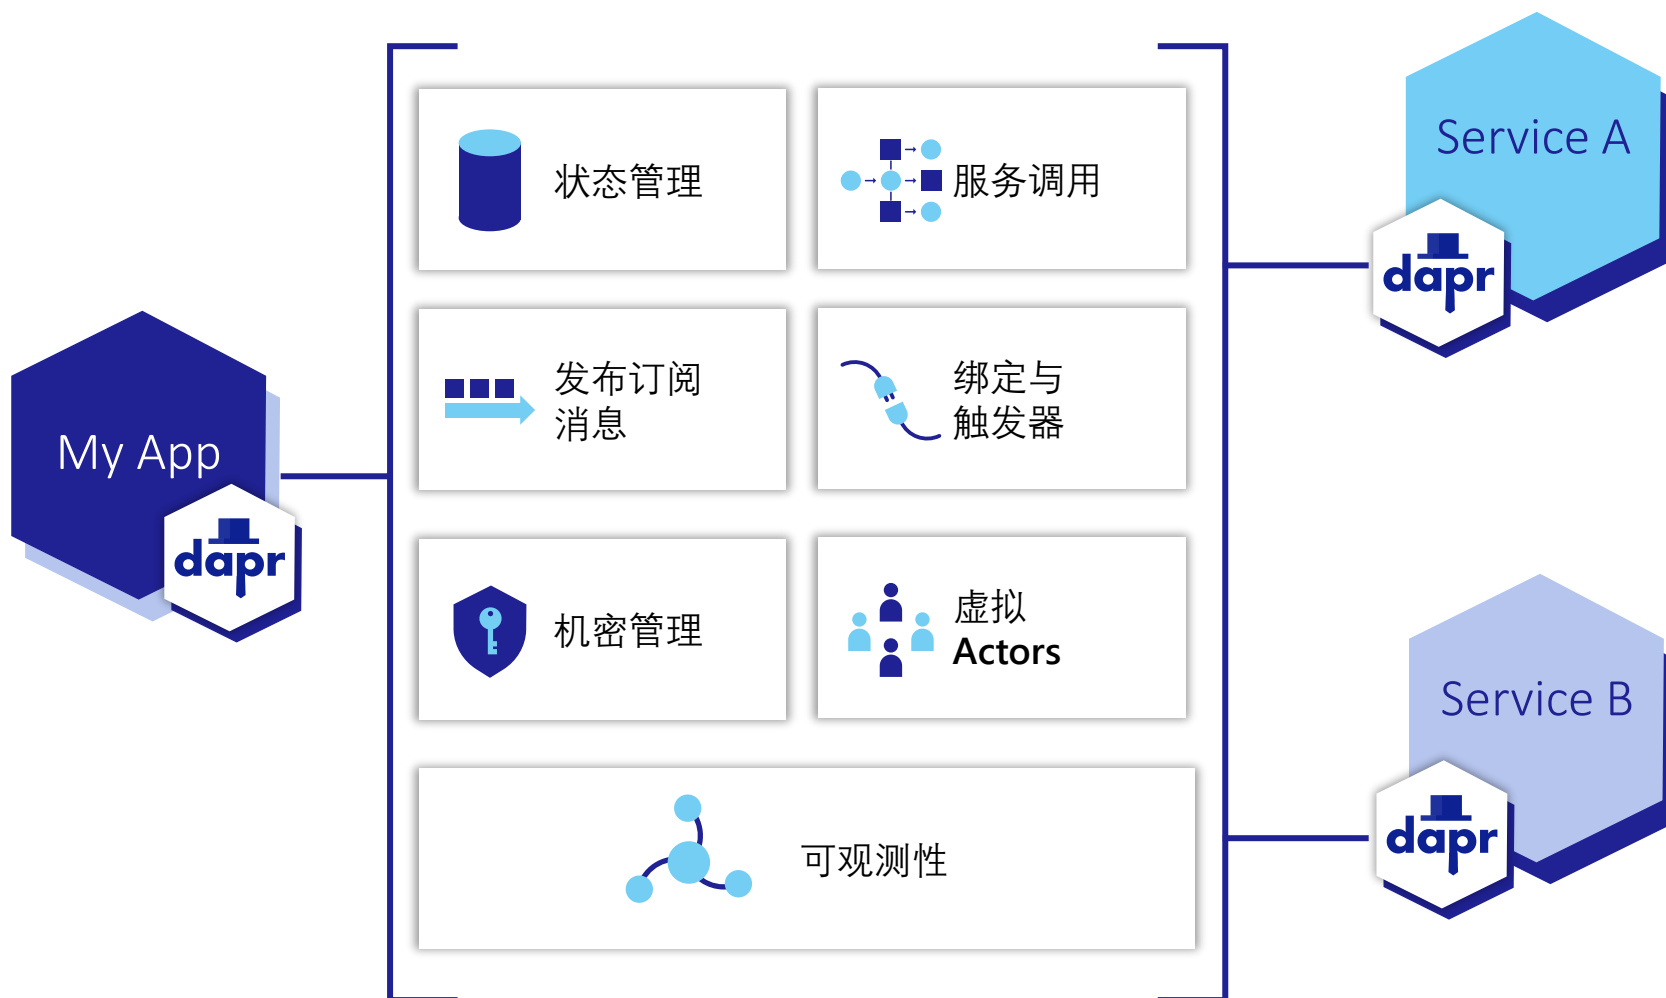 My App
dapr
状态管理
服务调用
发布订阅
消息
绑定与
触发器
机密管理
虚拟
Actors
可观测性
Service A
dapr
Service B
dapr